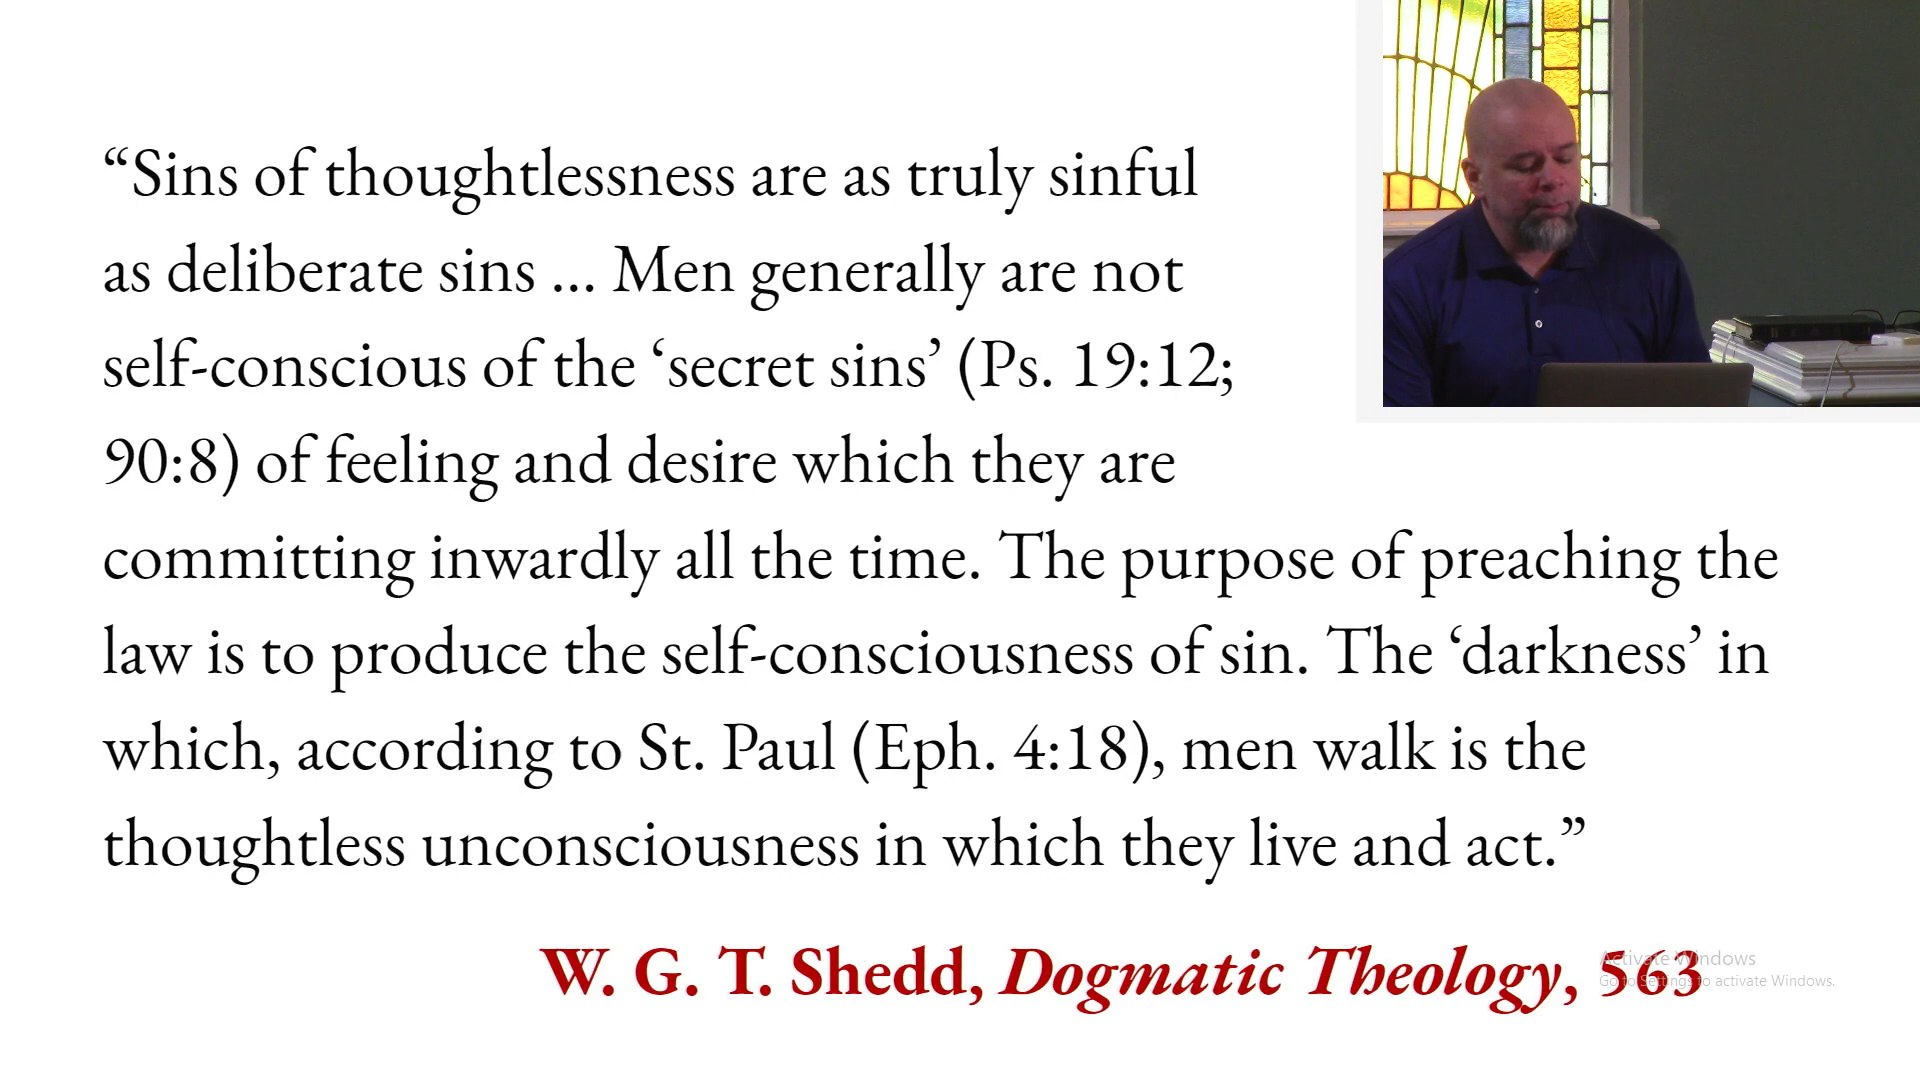 “Sins of thoughtlessness are as truly sinful
as deliberate sins ... Men generally are not
self-conscious of the ‘secret sins’ (Ps. 19:12;
90:8) of feeling and desire which they are
committing inwardly all the time. The purpose of preaching the
law is to produce the self-consciousness of sin. The ‘darkness’ in
which, according to St. Paul (Eph. 4:18), men walk is the
thoughtless unconsciousness in which they live and act.”
W. G. T. Shedd, Dogmatic Theology, 563
Activate Windows
Go to Settings to activate Windows.